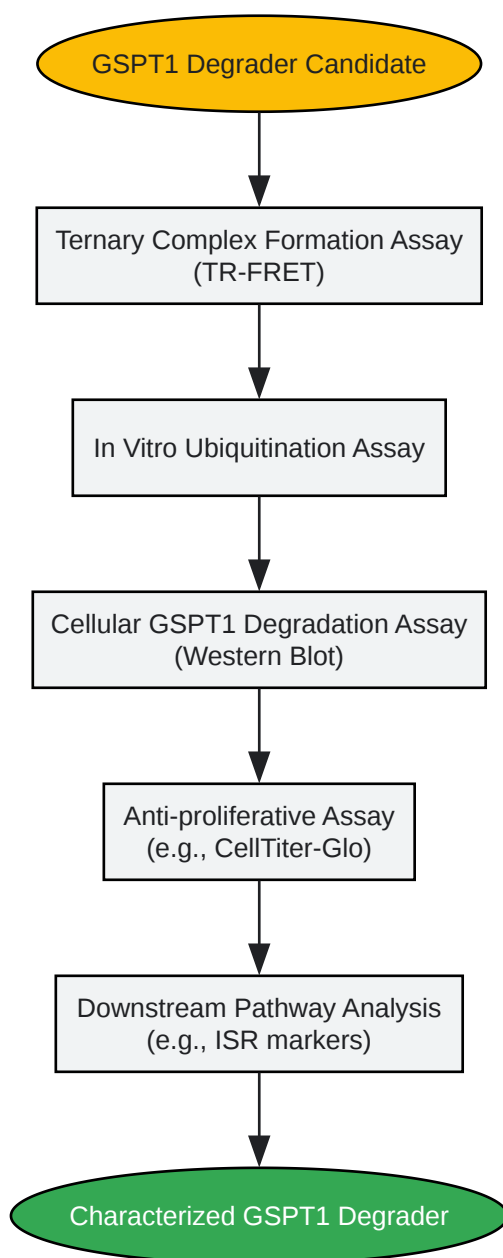 GSPT1 Degrader Candidate
Ternary Complex Formation Assay
(TR-FRET)
In Vitro Ubiquitination Assay
Cellular GSPT1 Degradation Assay
(Western Blot)
Anti-proliferative Assay
(e.g., CellTiter-Glo)
Downstream Pathway Analysis
(e.g., ISR markers)
Characterized GSPT1 Degrader